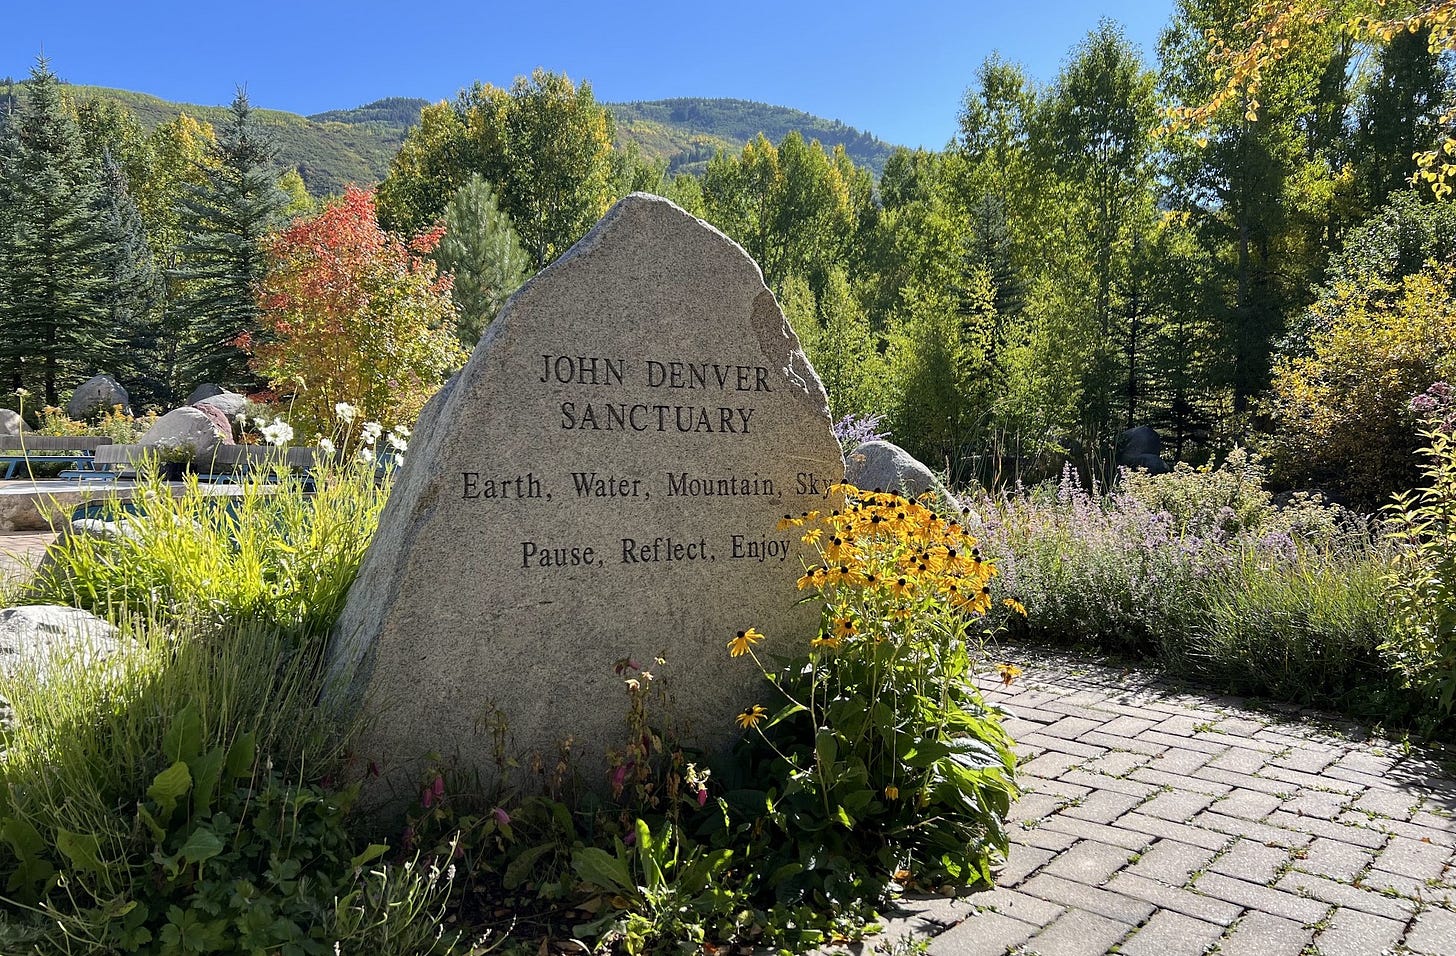 JOHN DENVER
SANCTUARY
Earth, Water, Mountain, Sky
Pause, Reflect, Enjoy